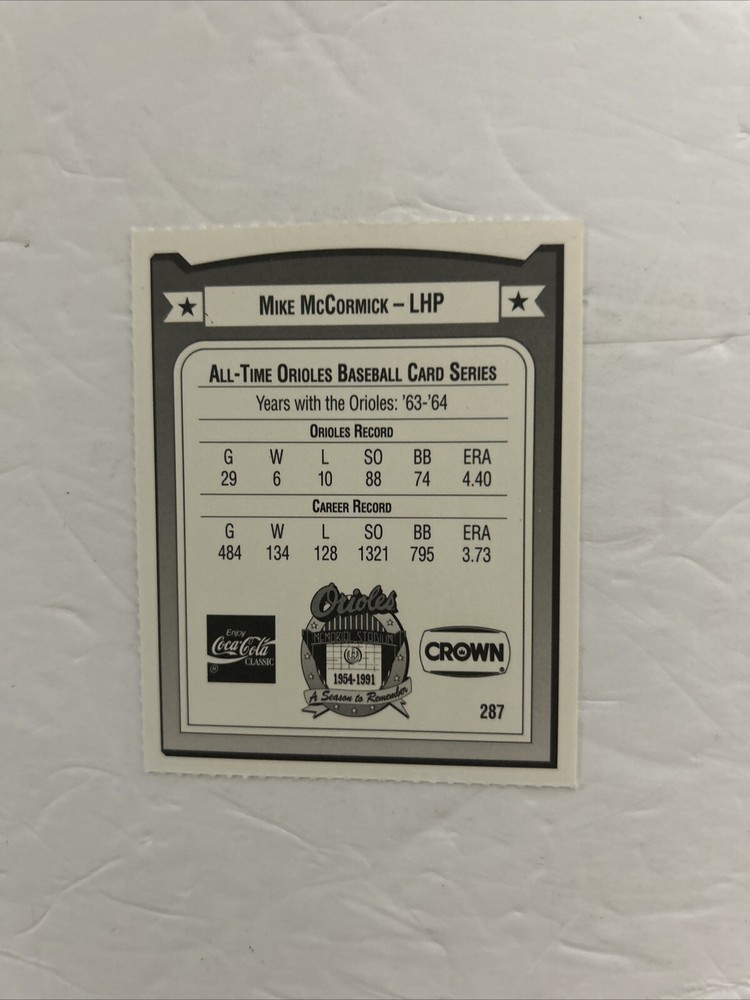 MIKE MCCORMICK – LHP
ALL-TIME ORIOLES BASEBALL CARD SERIES
Years with the Orioles: '63-'64
ORIOLES RECORD
G W L SO BB ERA
29 6 10 88 74 4.40
CAREER RECORD
G W L SO BB ERA
484 134 128 1321 795 3.73
Enjoy
Coca-Cola
CLASSIC
®
Orioles
MEMORIAL STADIUM
1954-1991
A Season to Remember
CROWN
287